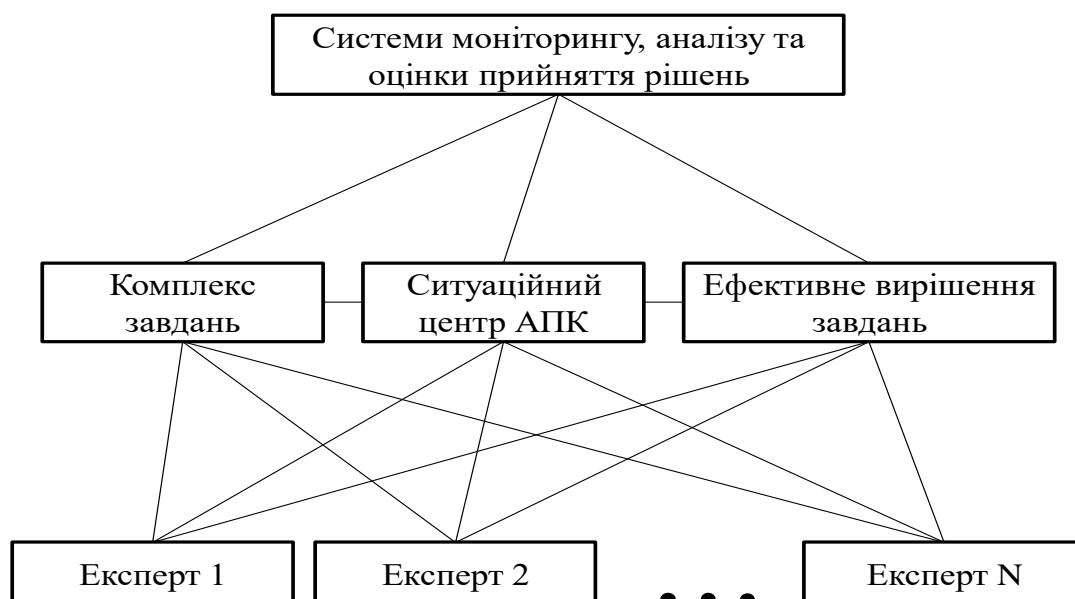 Системи моніторингу, аналізу та
оцінки прийняття рішень
Комплекс
завдань
Ситуаційний
центр АПК
Ефективне вирішення
завдань
Експерт 1
Експерт 2
...
Експерт N